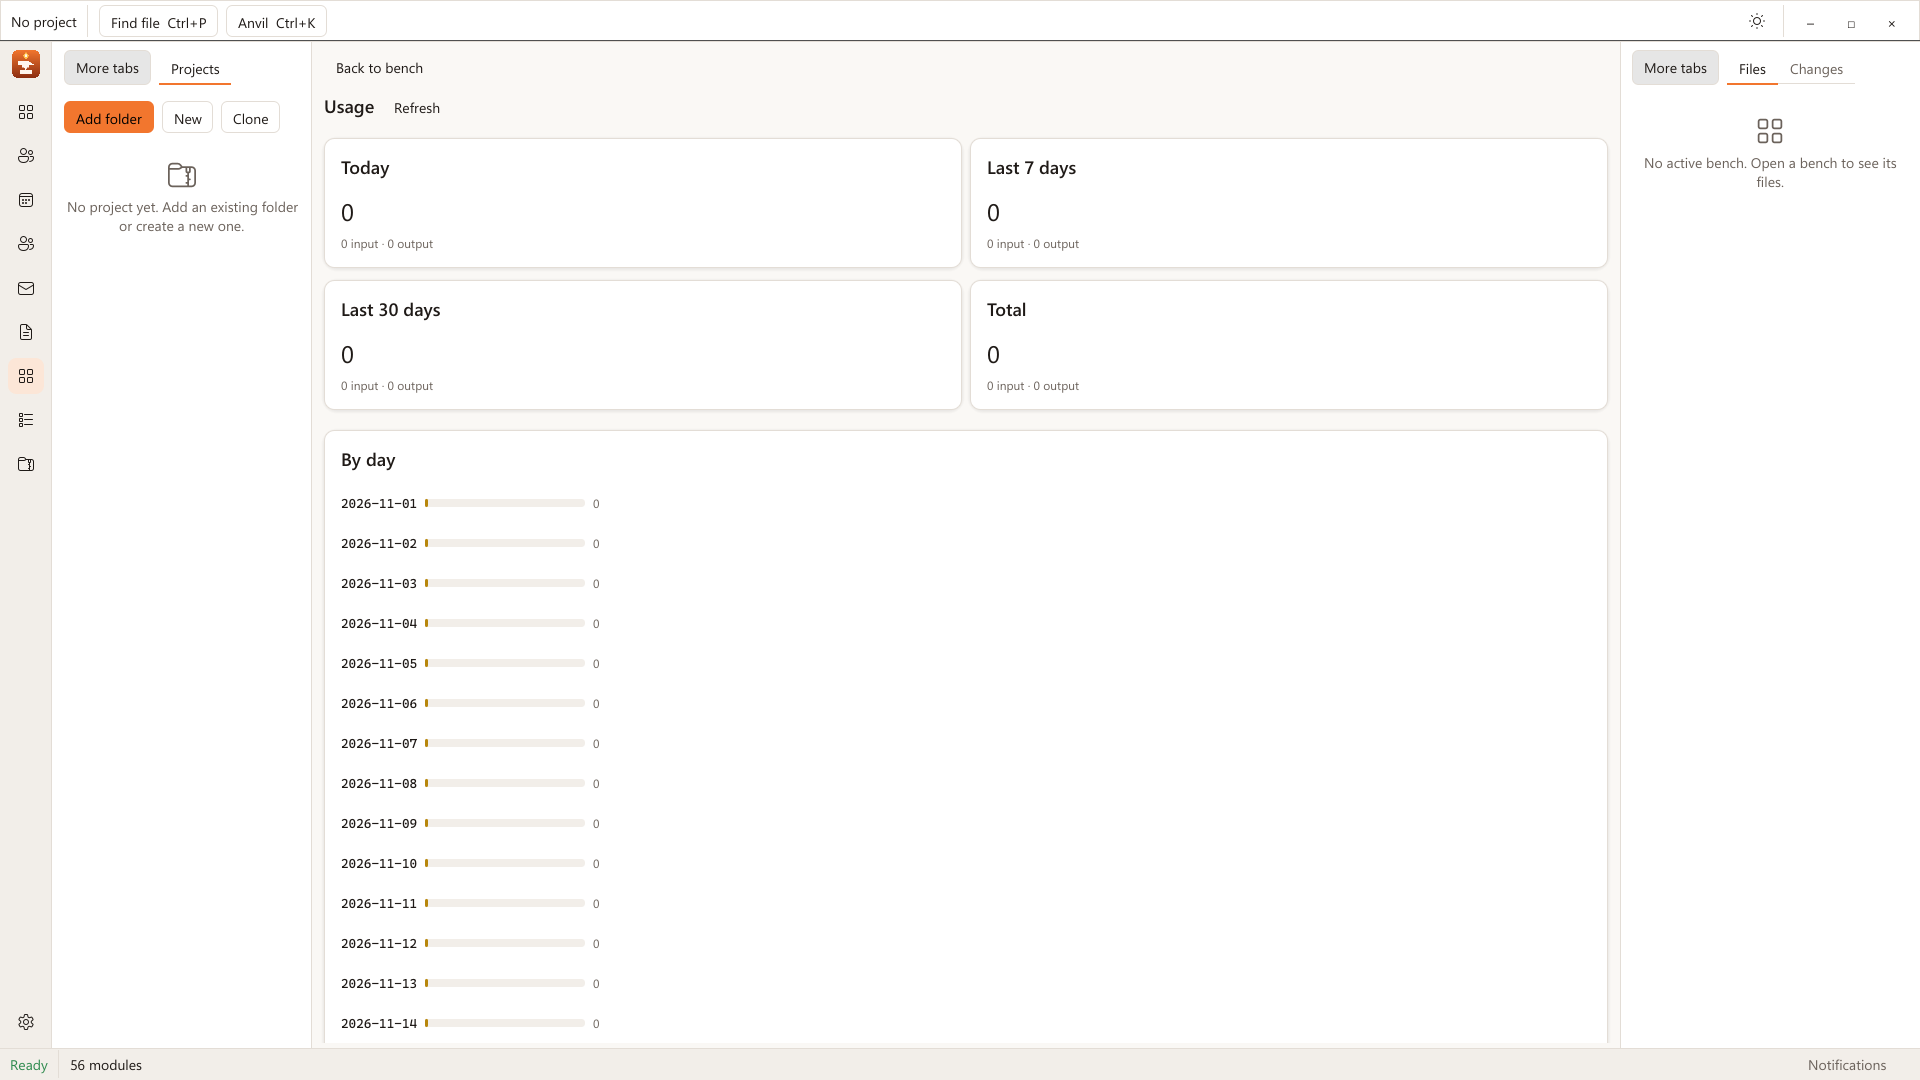 No project
Find file Ctrl+P
Anvil Ctrl+K
More tabs
Projects
Add folder
New
Clone
No project yet. Add an existing folder
or create a new one.
Back to bench
Usage
Refresh
Today
0
0 input · 0 output
Last 7 days
0
0 input · 0 output
Last 30 days
0
0 input · 0 output
Total
0
0 input · 0 output
By day
2026-11-01 0
2026-11-02 0
2026-11-03 0
2026-11-04 0
2026-11-05 0
2026-11-06 0
2026-11-07 0
2026-11-08 0
2026-11-09 0
2026-11-10 0
2026-11-11 0
2026-11-12 0
2026-11-13 0
2026-11-14 0
More tabs
Files
Changes
No active bench. Open a bench to see its
files.
Ready
56 modules
Notifications